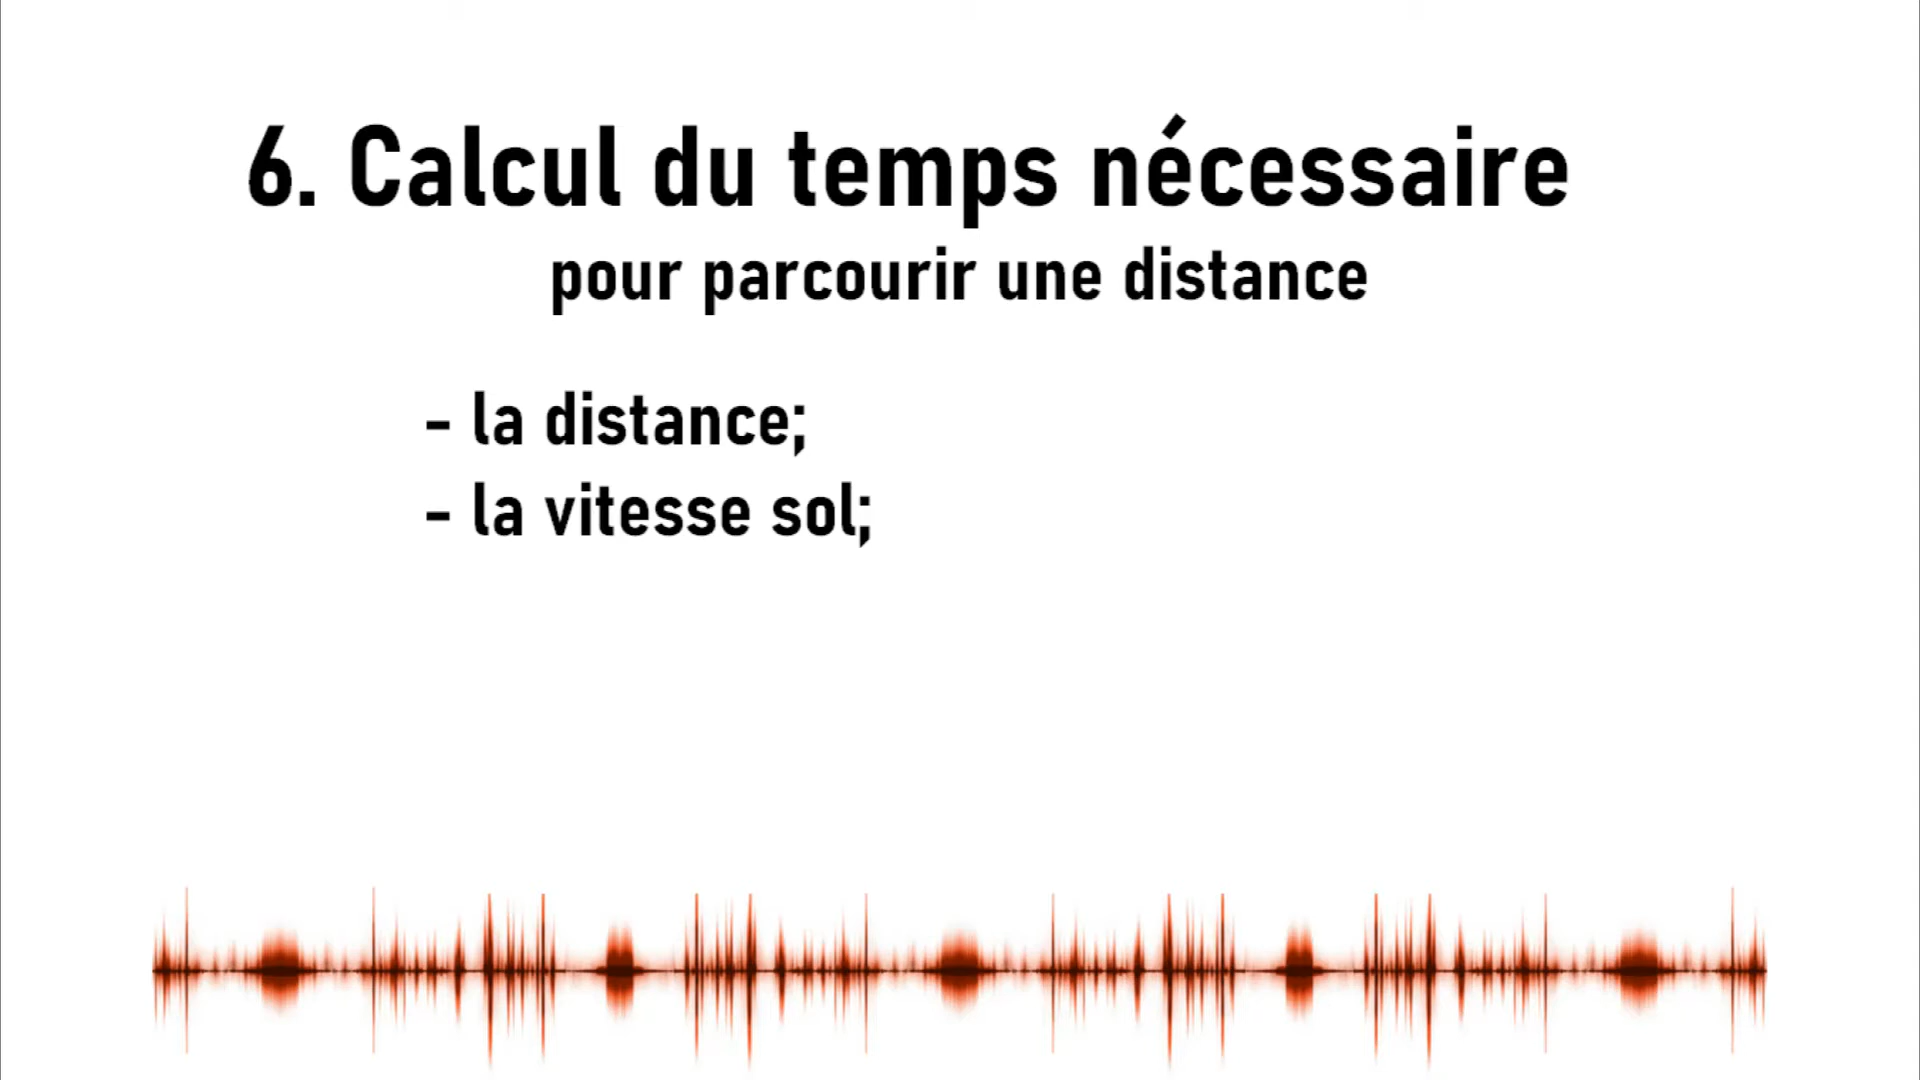 6. Calcul du temps nécessaire
pour parcourir une distance
- la distance;
- la vitesse sol;